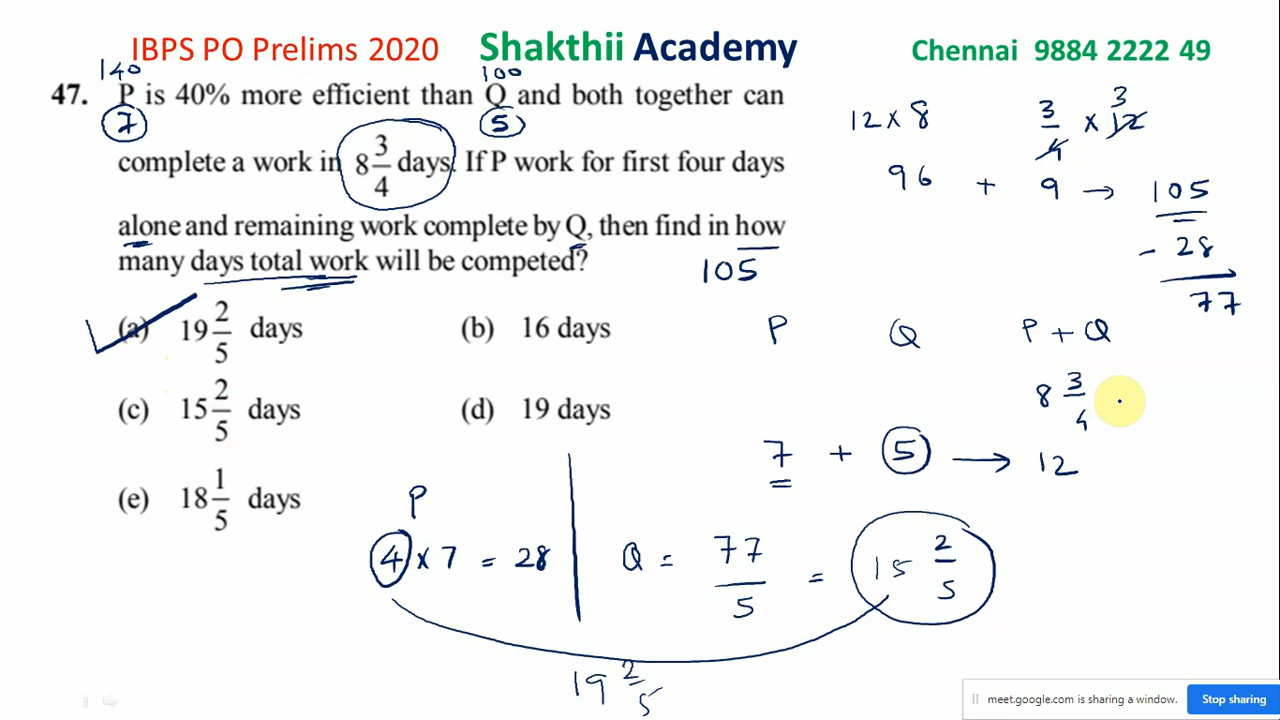 IBPS PO Prelims 2020 Shakthii Academy Chennai 9884 2222 49
140 100
47. P is 40% more efficient than Q and both together can
7 5
complete a work in 8 3/4 days. If P work for first four days
alone and remaining work complete by Q, then find in how
many days total work will be competed?
105
(a) 19 2/5 days (b) 16 days
(c) 15 2/5 days (d) 19 days
(e) 18 1/5 days
12 x 8 3/4 x 12 3
96 + 9 → 105
- 28
77
P Q P + Q
8 3/4
7 + 5 → 12
P
4 x 7 = 28 Q = 77/5 = 15 2/5
19 2/5
meet.google.com is sharing a window. Stop sharing